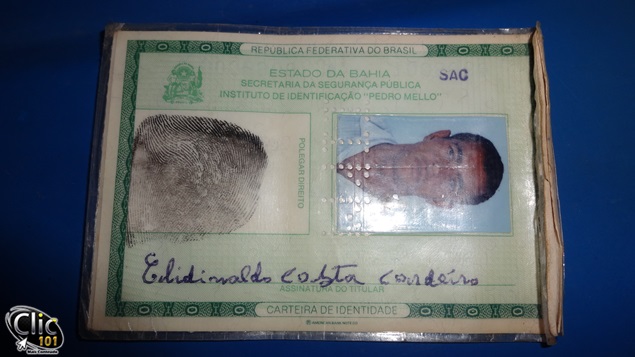 REPÚBLICA FEDERATIVA DO BRASIL
ESTADO DA BAHIA
SAC
SECRETARIA DA SEGURANÇA PÚBLICA
INSTITUTO DE IDENTIFICAÇÃO "PEDRO MELLO"
POLEGAR DIREITO
Edidinaldo Costa Cordeiro
ASSINATURA DO TITULAR
CARTEIRA DE IDENTIDADE
Clic
101